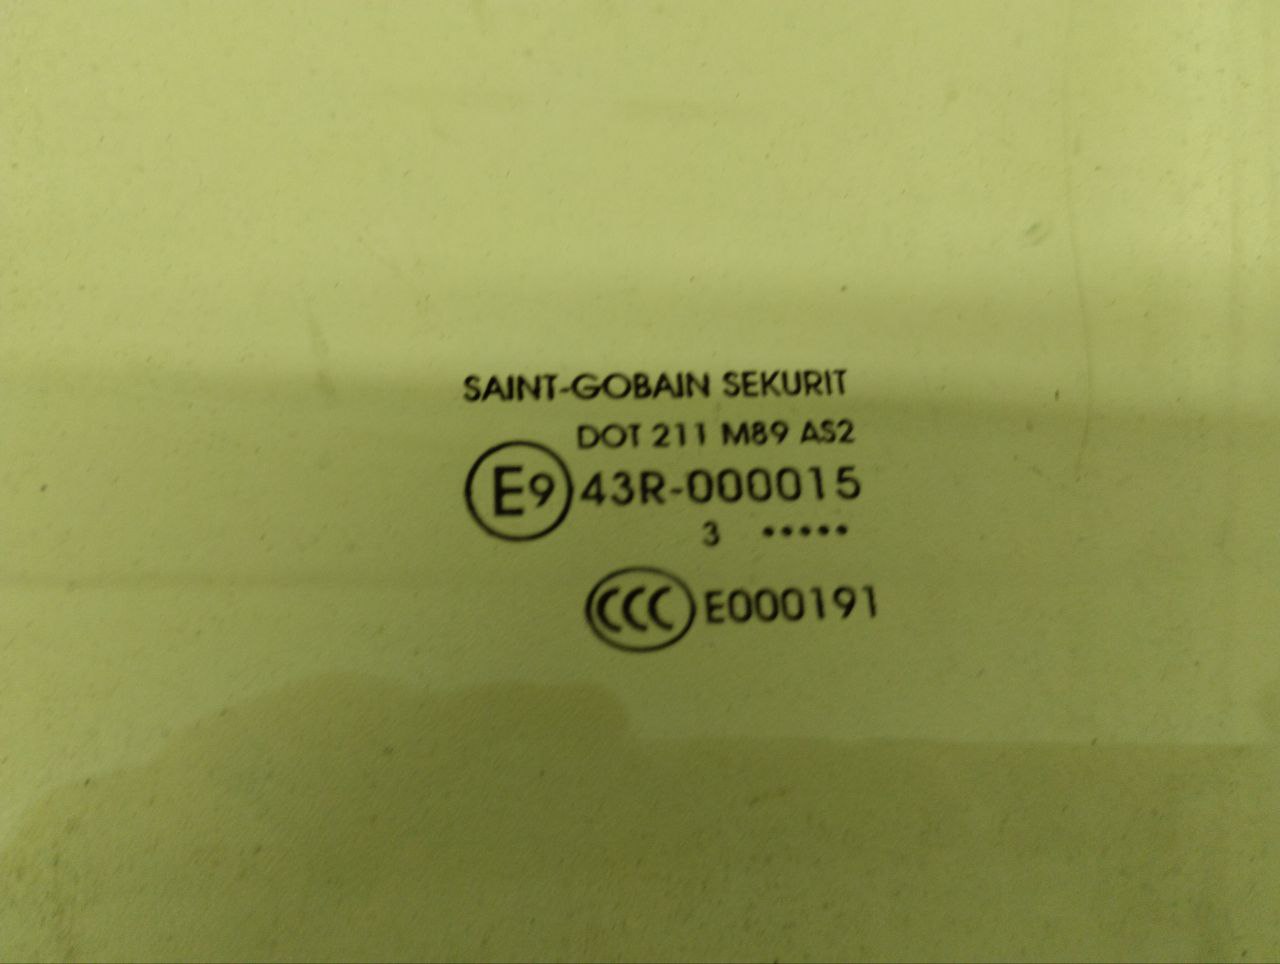 SAINT-GOBAIN SEKURIT
DOT 211 M89 AS2
E9 43R-000015
3 •••••
CCC E000191